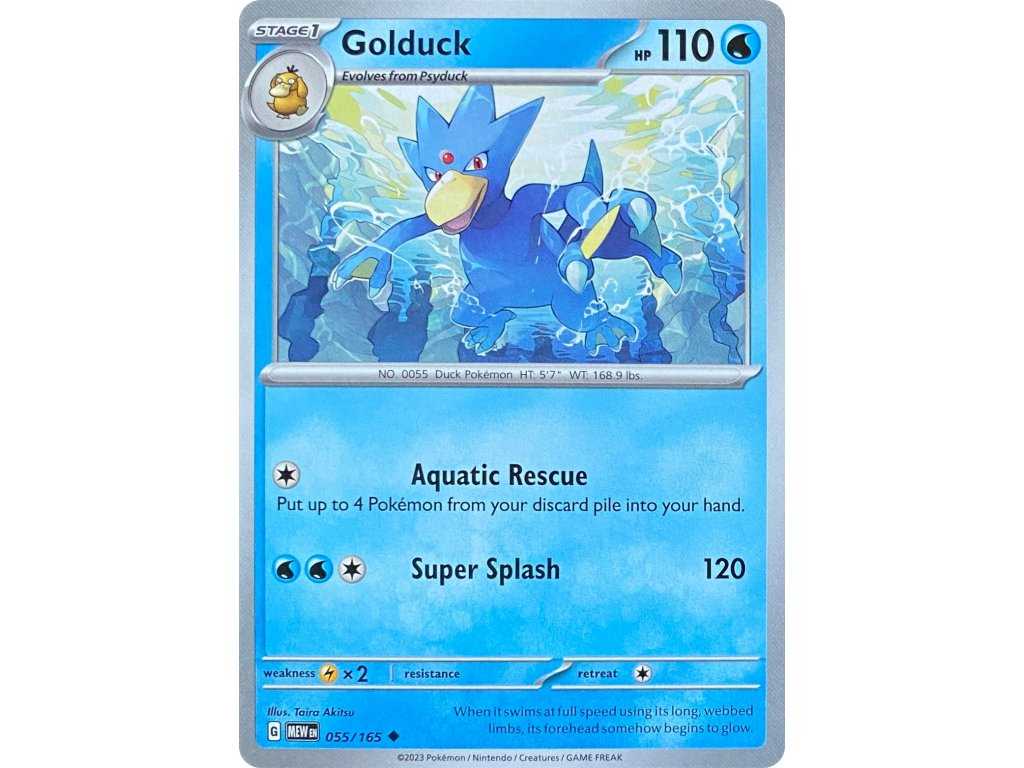 STAGE1
Golduck
HP 110
Evolves from Psyduck
NO. 0055 Duck Pokémon HT: 5'7" WT: 168.9 lbs.
Aquatic Rescue
Put up to 4 Pokémon from your discard pile into your hand.
Super Splash 120
weakness ×2 resistance retreat
Illus. Taira Akitsu
When it swims at full speed using its long, webbed
limbs, its forehead somehow begins to glow.
G MEW EN 055/165
©2023 Pokémon / Nintendo / Creatures / GAME FREAK